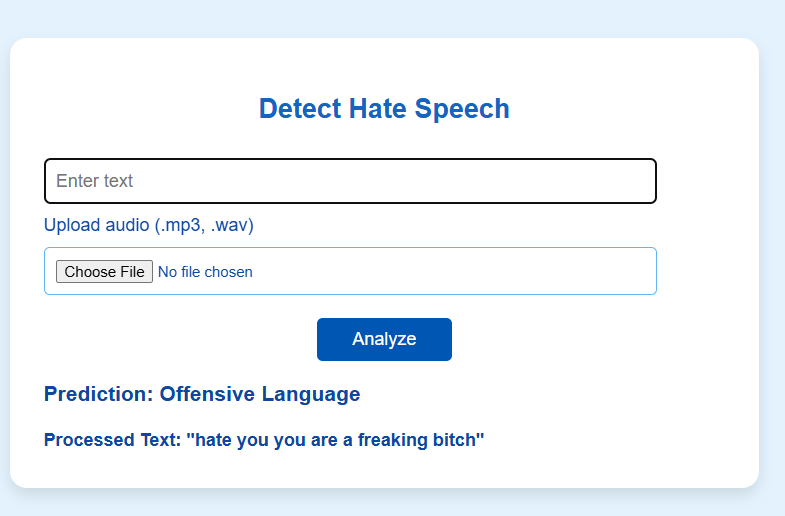 Detect Hate Speech
Enter text
Upload audio (.mp3, .wav)
Choose File No file chosen
Analyze
Prediction: Offensive Language
Processed Text: "hate you you are a freaking bitch"